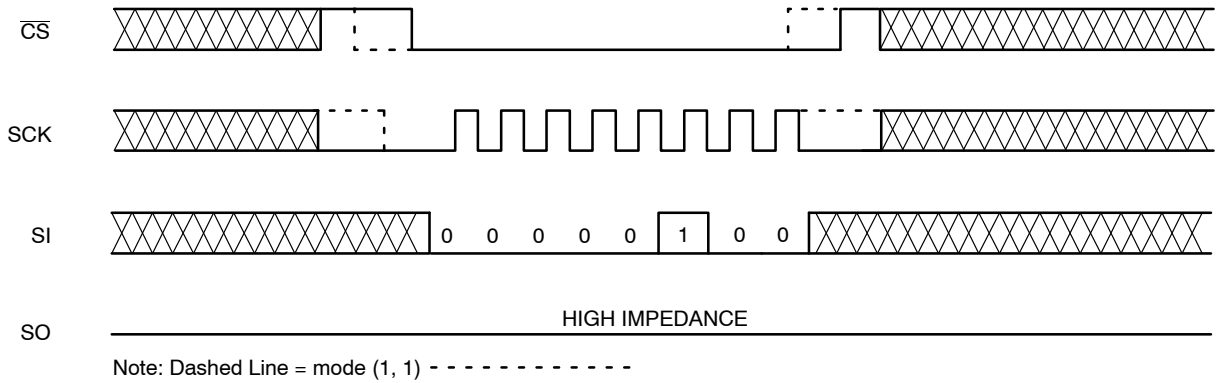 CS
SCK
SI 0 0 0 0 0 1 0 0
HIGH IMPEDANCE
SO
Note: Dashed Line = mode (1, 1)